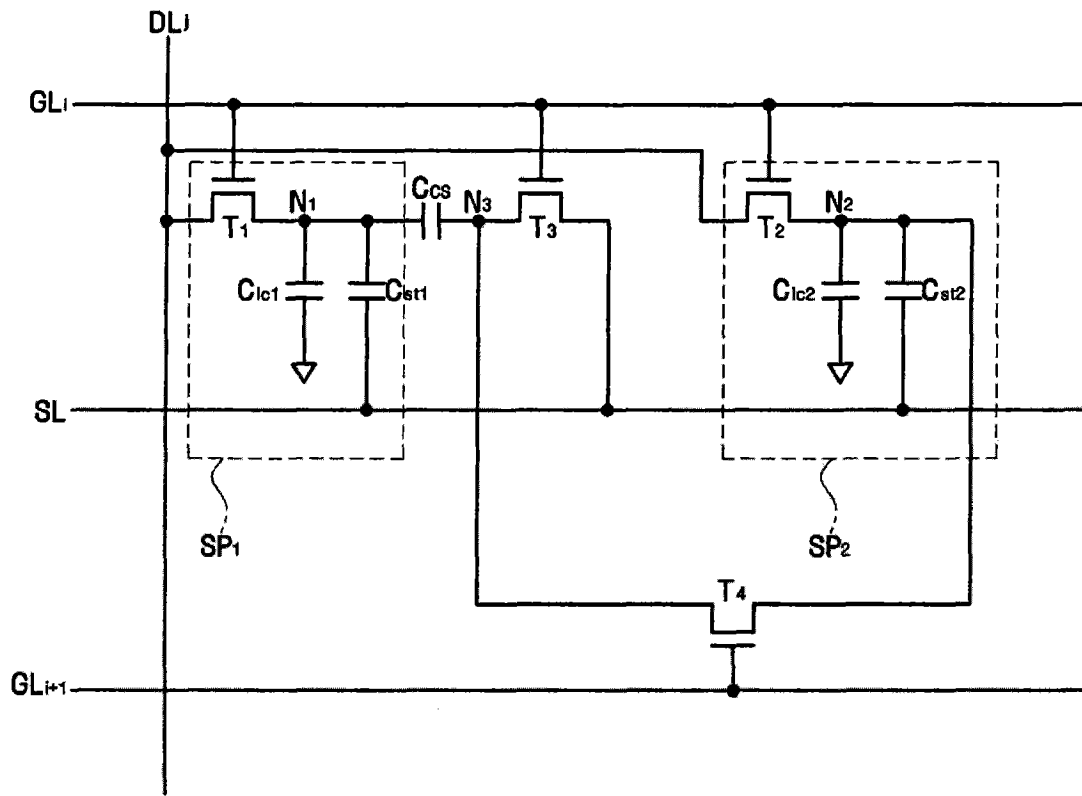 DLj
GLi
N1
CCS
N3
N2
T1
T3
T2
Clc1
Cst1
Clc2
Cst2
SL
SP1
SP2
T4
GLi+1